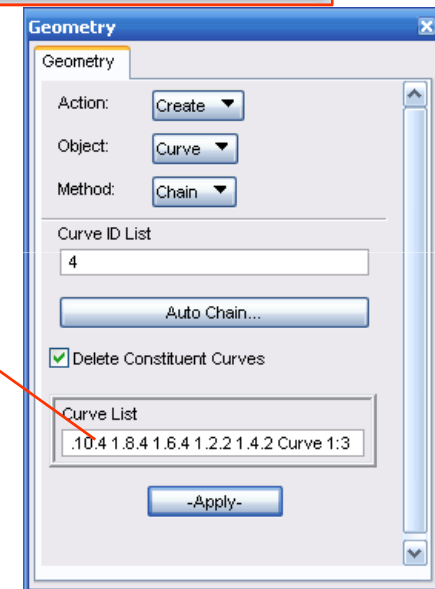 Geometry
Geometry
Action: Create
Object: Curve
Method: Chain
Curve ID List
4
Auto Chain...
Delete Constituent Curves
Curve List
.10.4 1.8.4 1.6.4 1.2.2 1.4.2 Curve 1:3
-Apply-